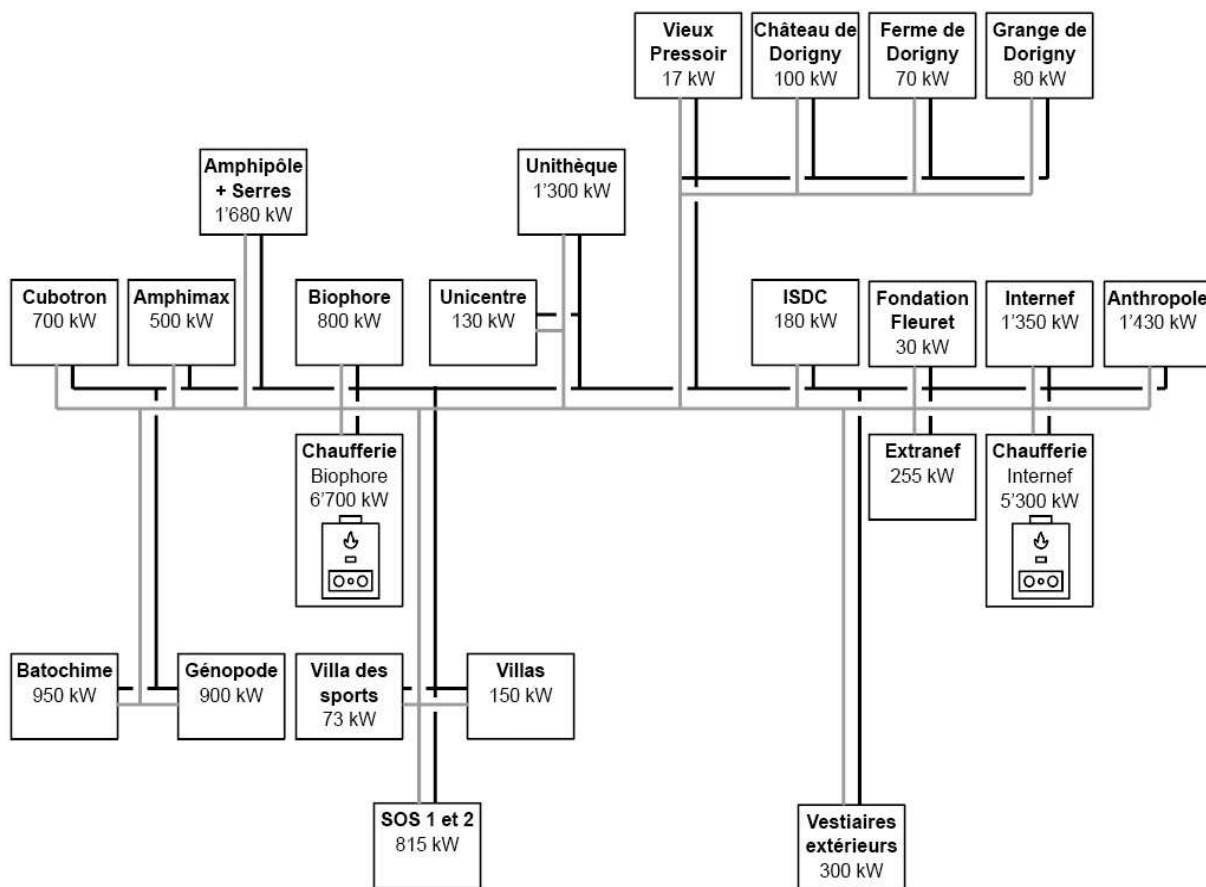 Vieux
Pressoir
17 kW
Château de
Dorigny
100 kW
Ferme de
Dorigny
70 kW
Grange de
Dorigny
80 kW
Amphipôle
+ Serres
1'680 kW
Unithèque
1'300 kW
Cubotron
700 kW
Amphimax
500 kW
Biophore
800 kW
Unicentre
130 kW
ISDC
180 kW
Fondation
Fleuret
30 kW
Internef
1'350 kW
Anthropole
1'430 kW
Chaufferie
Biophore
6'700 kW
Extranef
255 kW
Chaufferie
Internef
5'300 kW
Batochime
950 kW
Génopode
900 kW
Villa des
sports
73 kW
Villas
150 kW
SOS 1 et 2
815 kW
Vestiaires
extérieurs
300 kW